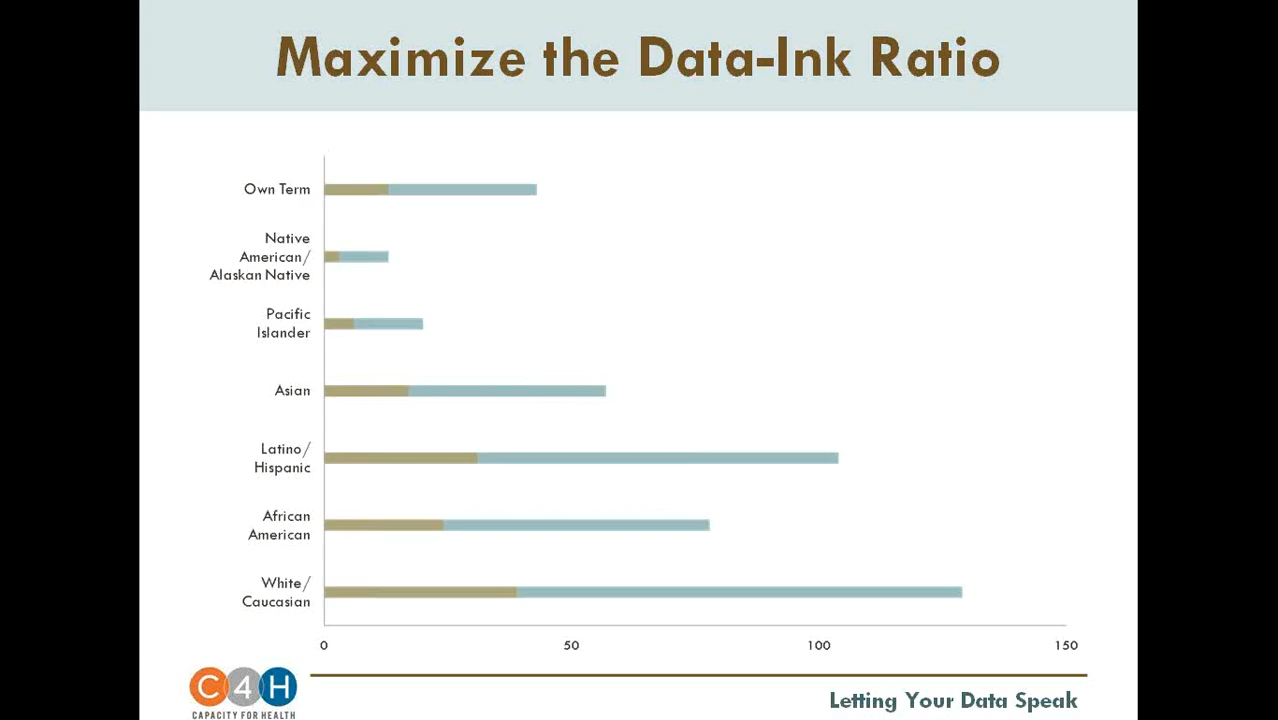 Maximize the Data-Ink Ratio
Own Term
Native
American/
Alaskan Native
Pacific
Islander
Asian
Latino/
Hispanic
African
American
White/
Caucasian
0 50 100 150
C4H
CAPACITY FOR HEALTH
Letting Your Data Speak